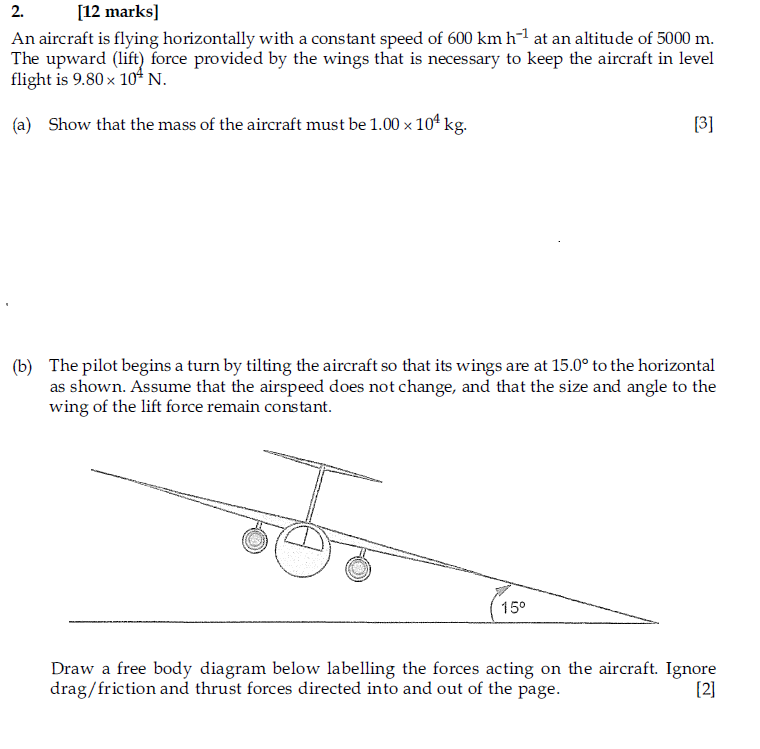 2. [12 marks]
An aircraft is flying horizontally with a constant speed of 600 km h⁻¹ at an altitude of 5000 m.
The upward (lift) force provided by the wings that is necessary to keep the aircraft in level
flight is 9.80 × 10⁴ N.
(a) Show that the mass of the aircraft must be 1.00 × 10⁴ kg. [3]
(b) The pilot begins a turn by tilting the aircraft so that its wings are at 15.0° to the horizontal
as shown. Assume that the airspeed does not change, and that the size and angle to the
wing of the lift force remain constant.
15°
Draw a free body diagram below labelling the forces acting on the aircraft. Ignore
drag/friction and thrust forces directed into and out of the page. [2]